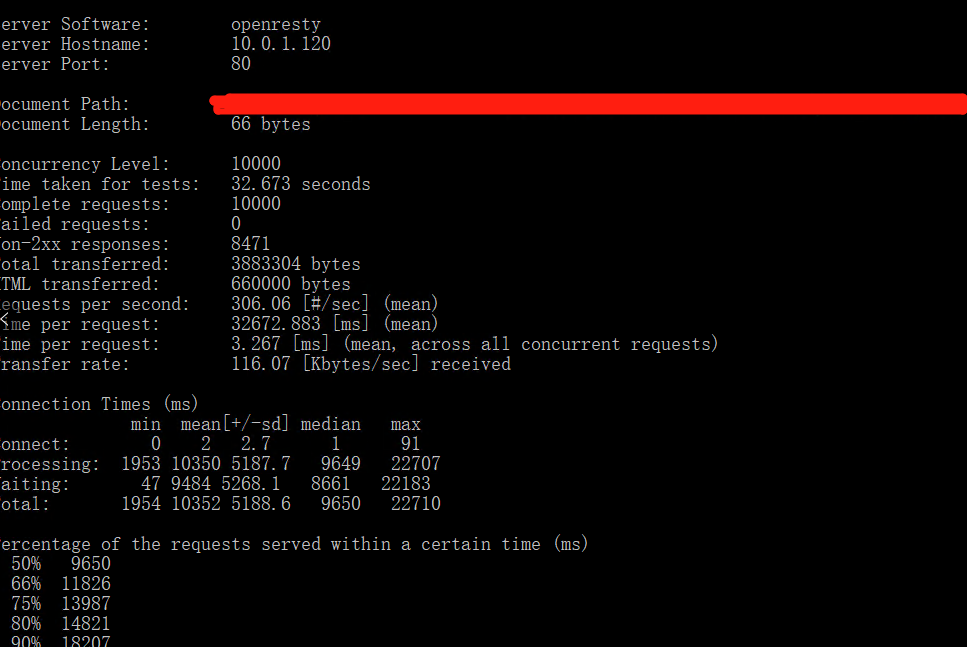 erver Software: openresty
erver Hostname: 10.0.1.120
erver Port: 80
ocument Path:
ocument Length: 66 bytes
oncurrency Level: 10000
ime taken for tests: 32.673 seconds
omplete requests: 10000
ailed requests: 0
on-2xx responses: 8471
otal transferred: 3883304 bytes
TML transferred: 660000 bytes
equests per second: 306.06 [#/sec] (mean)
ime per request: 32672.883 [ms] (mean)
ime per request: 3.267 [ms] (mean, across all concurrent requests)
ransfer rate: 116.07 [Kbytes/sec] received
onnection Times (ms)
min mean[+/-sd] median max
onnect: 0 2 2.7 1 91
rocessing: 1953 10350 5187.7 9649 22707
aiting: 47 9484 5268.1 8661 22183
otal: 1954 10352 5188.6 9650 22710
ercentage of the requests served within a certain time (ms)
50% 9650
66% 11826
75% 13987
80% 14821
90% 18207